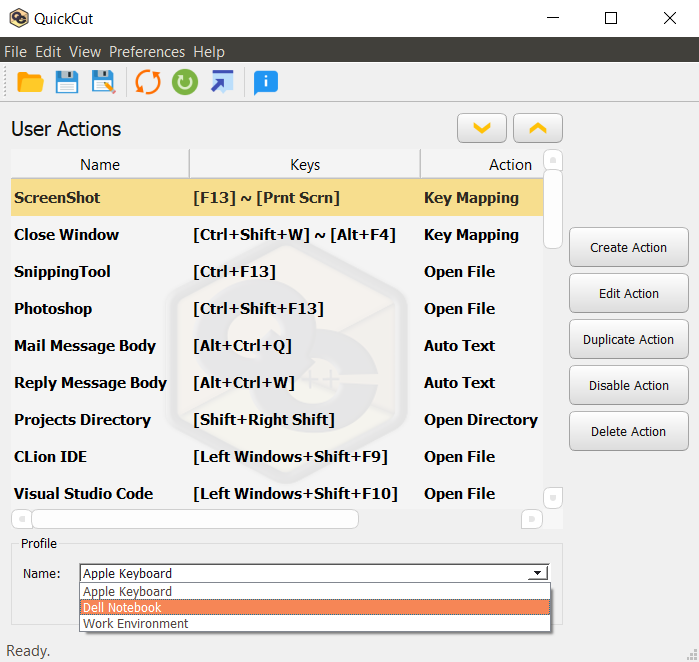 QuickCut
File Edit View Preferences Help
User Actions
Name Keys Action
ScreenShot [F13] ~ [Prnt Scrn] Key Mapping
Close Window [Ctrl+Shift+W] ~ [Alt+F4] Key Mapping
SnippingTool [Ctrl+F13] Open File
Photoshop [Ctrl+Shift+F13] Open File
Mail Message Body [Alt+Ctrl+Q] Auto Text
Reply Message Body [Alt+Ctrl+W] Auto Text
Projects Directory [Shift+Right Shift] Open Directory
CLion IDE [Left Windows+Shift+F9] Open File
Visual Studio Code [Left Windows+Shift+F10] Open File
Create Action
Edit Action
Duplicate Action
Disable Action
Delete Action
Profile
Name: Apple Keyboard
Apple Keyboard
Dell Notebook
Work Environment
Ready.